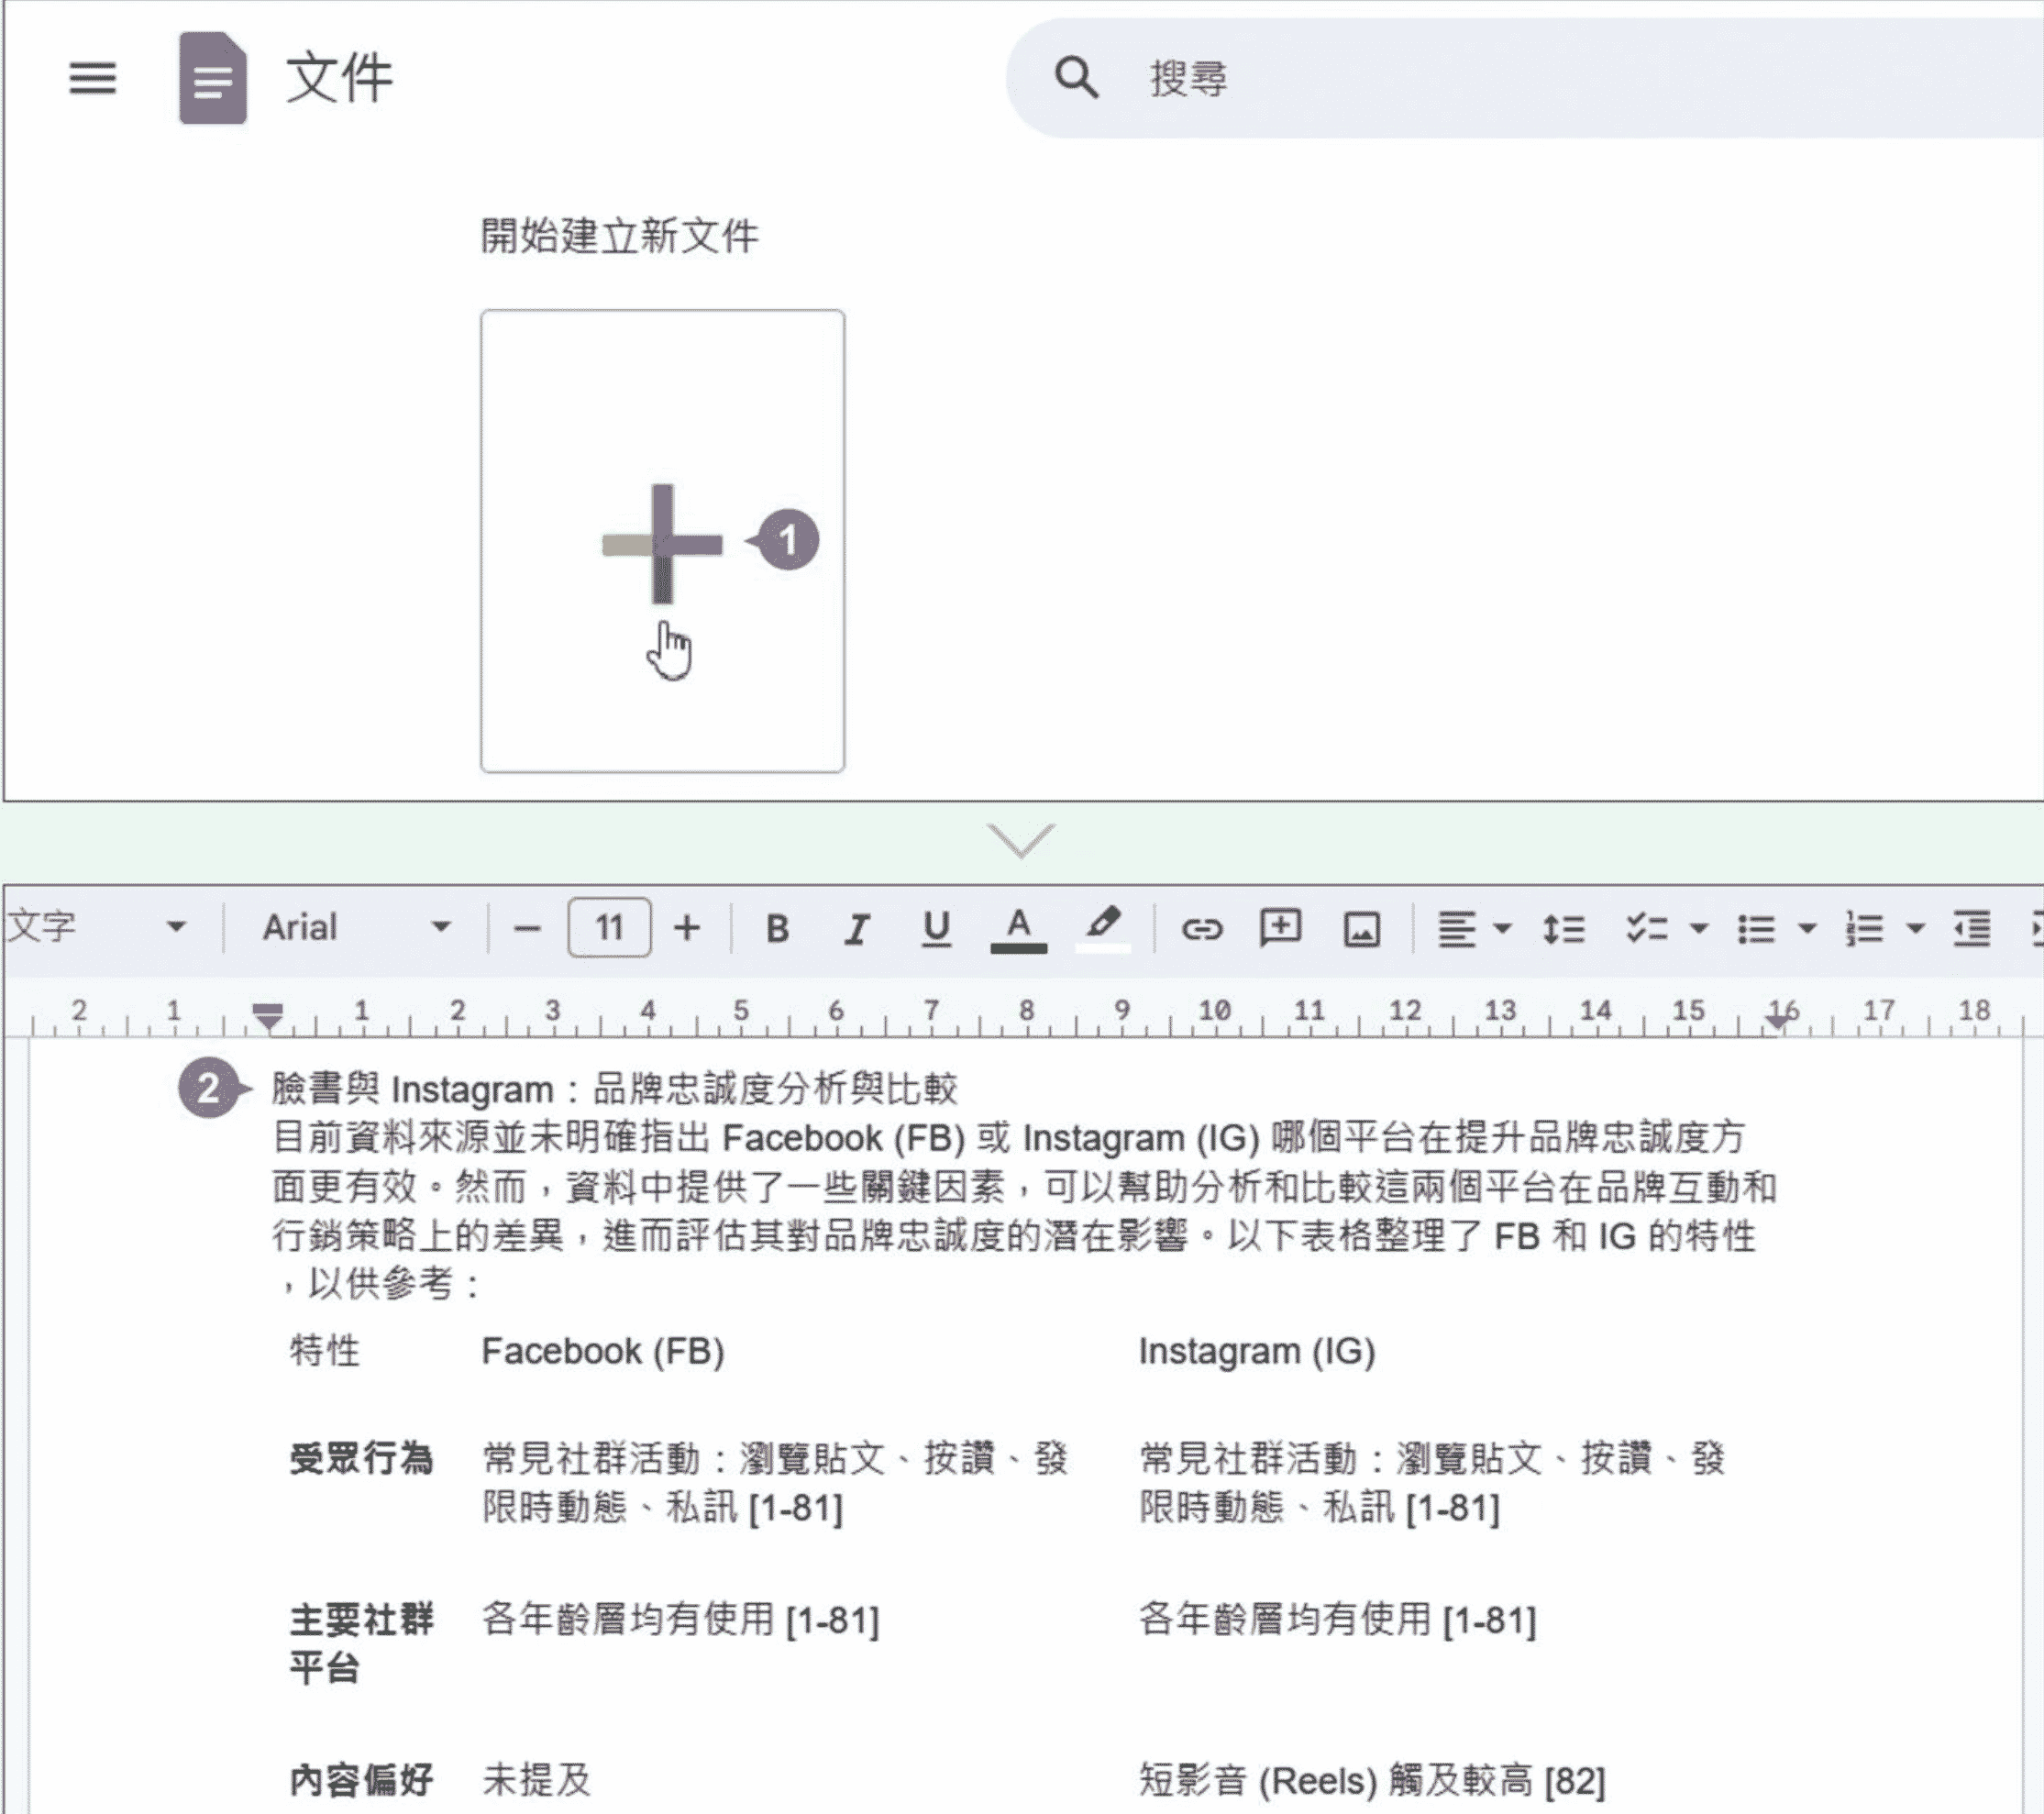 文件
搜尋
開始建立新文件
1
文字 Arial 11 B I U A
2 1 1 2 3 4 5 6 7 8 9 10 11 12 13 14 15 16 17 18
2 臉書與 Instagram：品牌忠誠度分析與比較
目前資料來源並未明確指出 Facebook (FB) 或 Instagram (IG) 哪個平台在提升品牌忠誠度方
面更有效。然而，資料中提供了一些關鍵因素，可以幫助分析和比較這兩個平台在品牌互動和
行銷策略上的差異，進而評估其對品牌忠誠度的潛在影響。以下表格整理了 FB 和 IG 的特性
，以供參考：
特性 Facebook (FB) Instagram (IG)
受眾行為 常見社群活動：瀏覽貼文、按讚、發 常見社群活動：瀏覽貼文、按讚、發
限時動態、私訊 [1-81] 限時動態、私訊 [1-81]
主要社群 各年齡層均有使用 [1-81] 各年齡層均有使用 [1-81]
平台
內容偏好 未提及 短影音 (Reels) 觸及較高 [82]